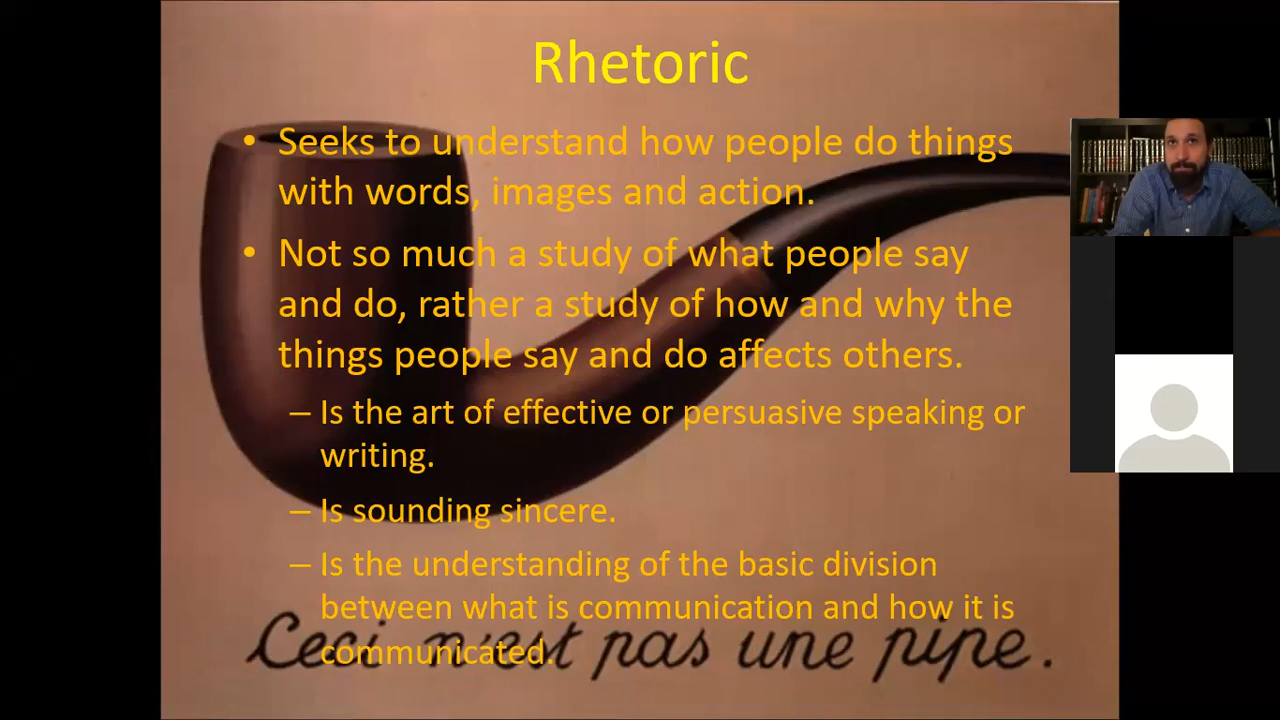 Rhetoric
• Seeks to understand how people do things
with words, images and action.
• Not so much a study of what people say
and do, rather a study of how and why the
things people say and do affects others.
– Is the art of effective or persuasive speaking or
writing.
– Is sounding sincere.
– Is the understanding of the basic division
between what is communication and how it is
communicated.
Ceci n'est pas une pipe.